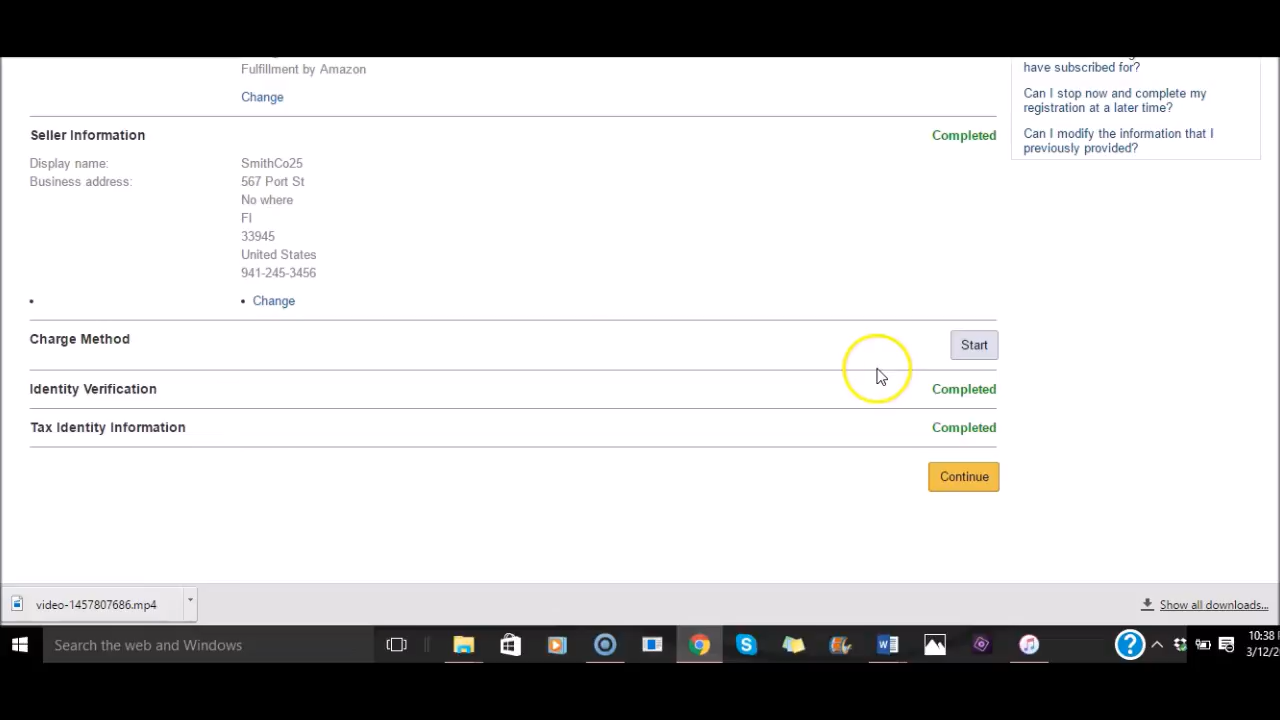 Fulfillment by Amazon
Change
have subscribed for?
Can I stop now and complete my
registration at a later time?
Can I modify the information that I
previously provided?
Seller Information Completed
Display name: SmithCo25
Business address: 567 Port St
No where
Fl
33945
United States
941-245-3456
• • Change
Charge Method Start
Identity Verification Completed
Tax Identity Information Completed
Continue
video-1457807686.mp4
Show all downloads...
Search the web and Windows
10:38
3/12/20